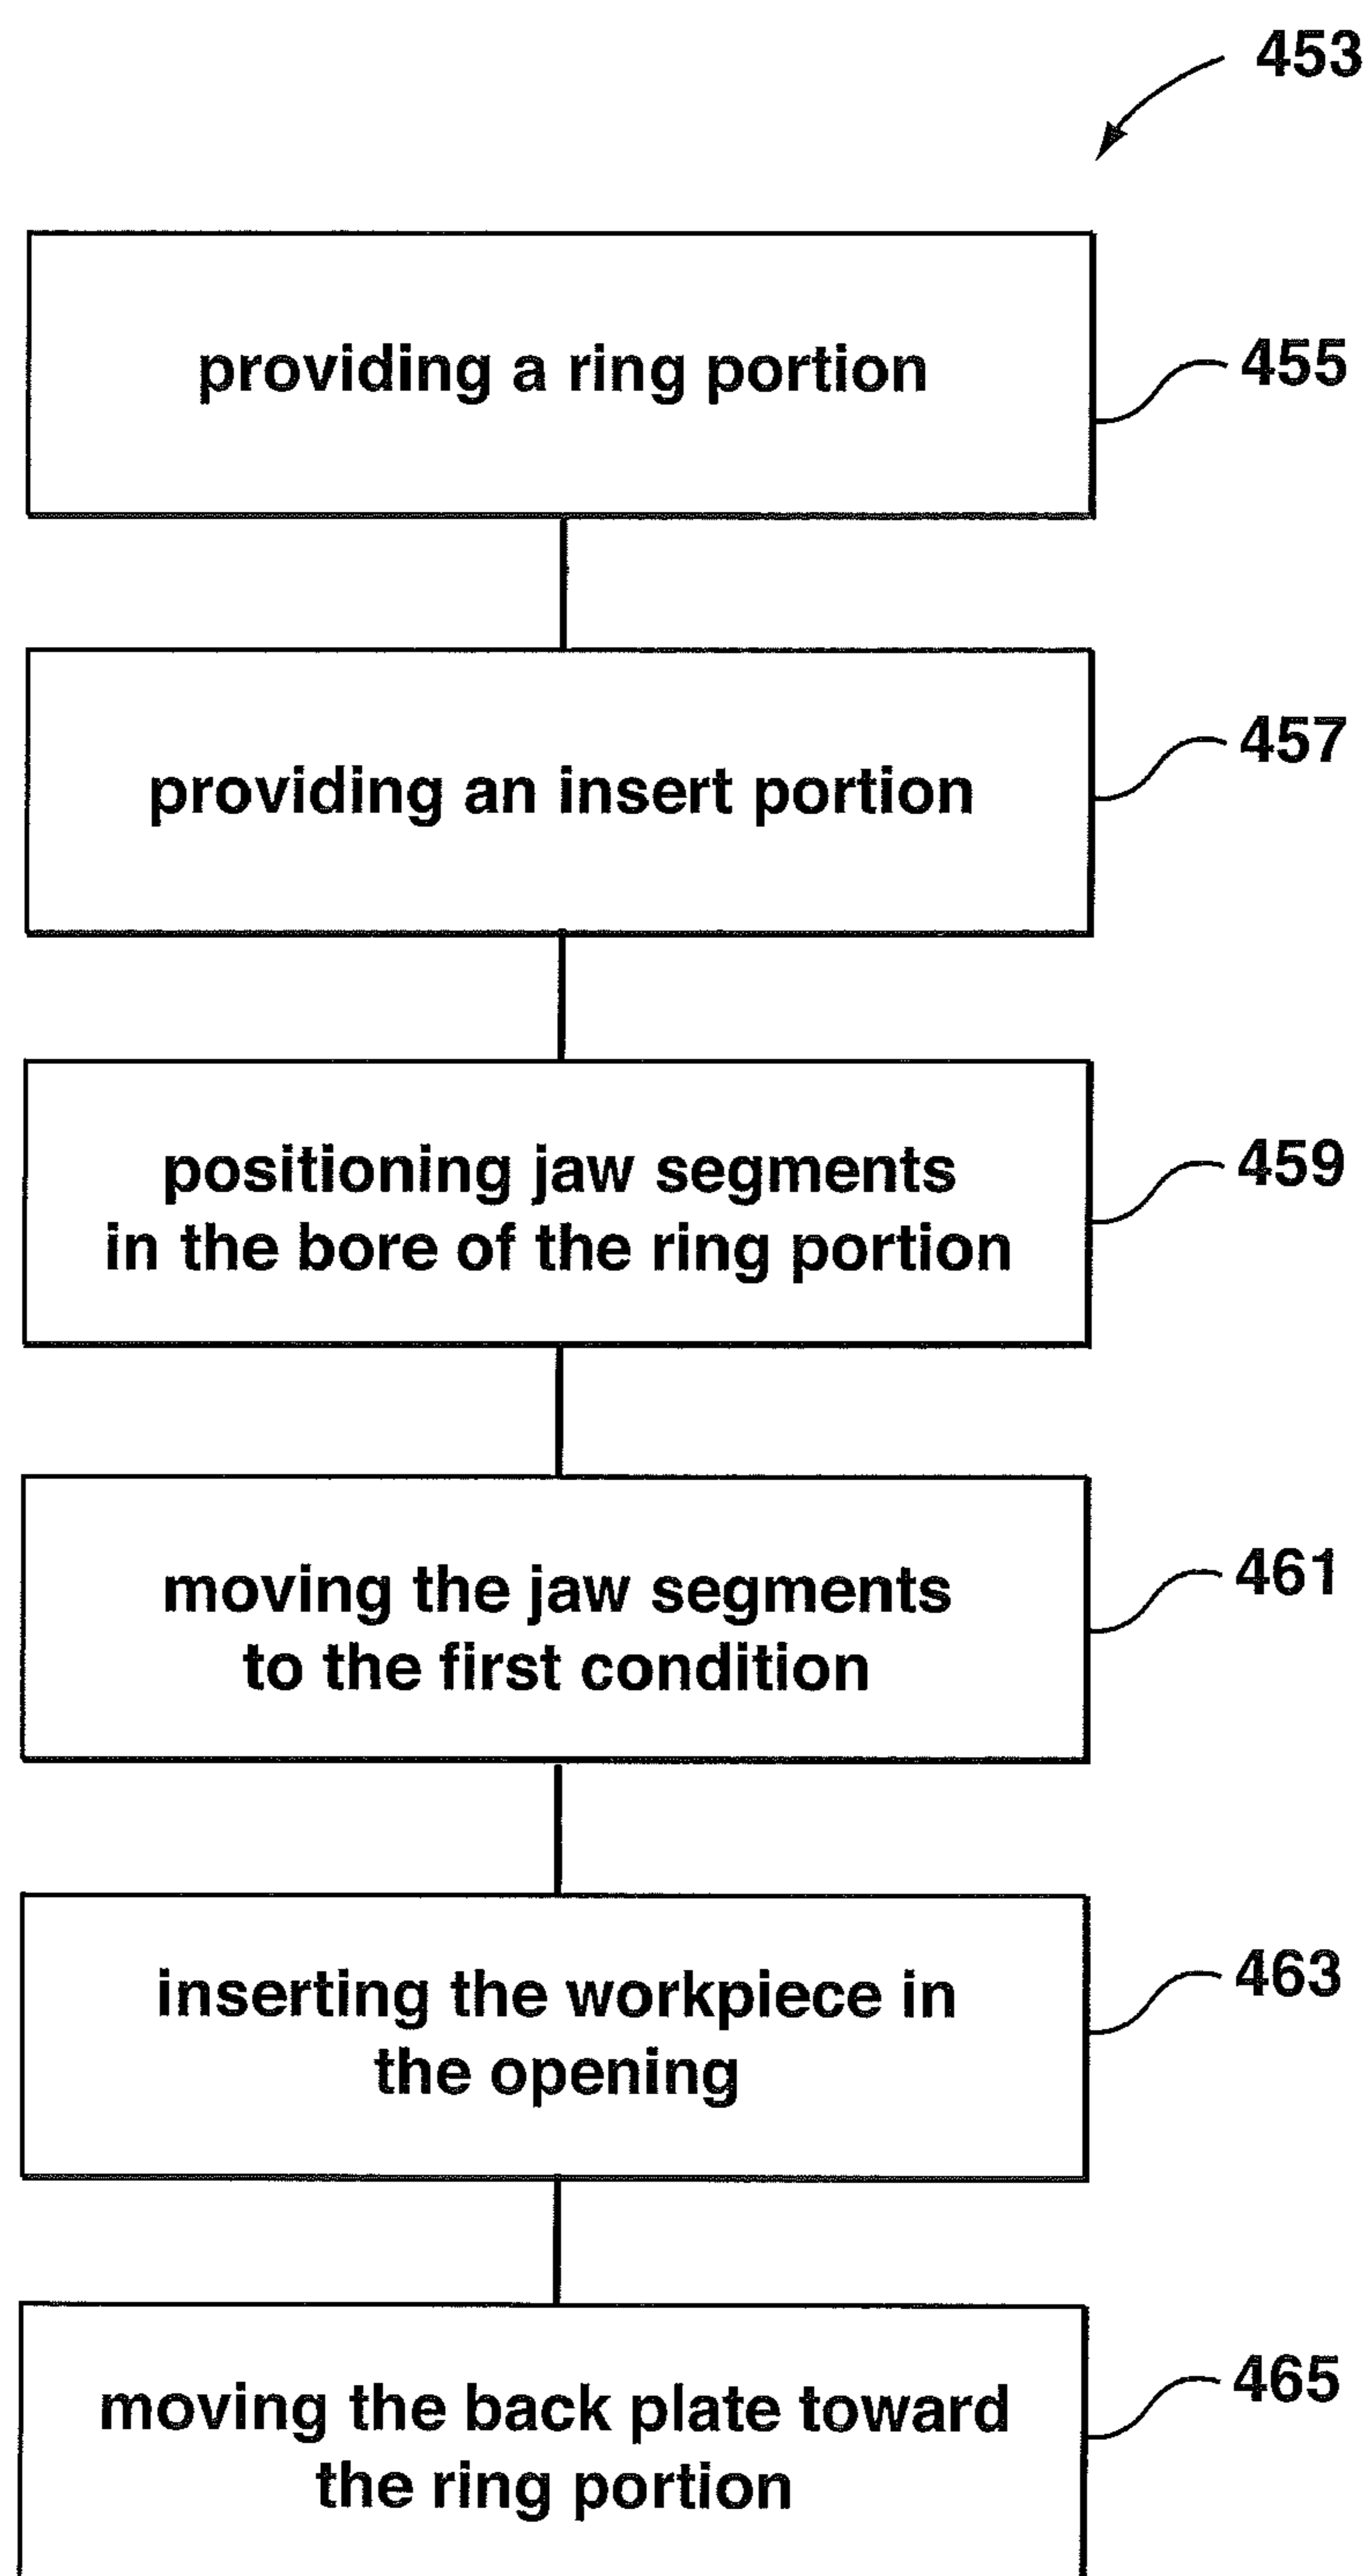 453
providing a ring portion
455
providing an insert portion
457
positioning jaw segments
in the bore of the ring portion
459
moving the jaw segments
to the first condition
461
inserting the workpiece in
the opening
463
moving the back plate toward
the ring portion
465